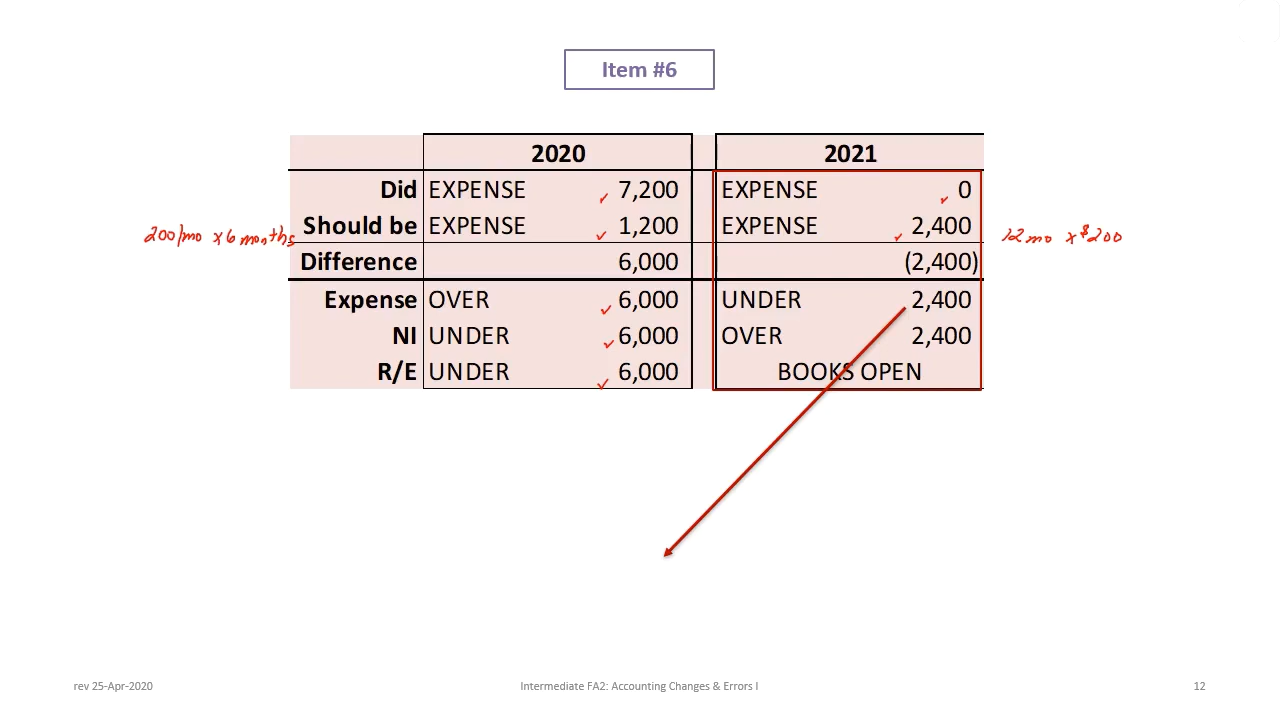 Item #6
2020 2021
Did EXPENSE 7,200 EXPENSE 0
Should be EXPENSE 1,200 EXPENSE 2,400
200/mo x 6 months 12 mo x $200
Difference 6,000 (2,400)
Expense OVER 6,000 UNDER 2,400
NI UNDER 6,000 OVER 2,400
R/E UNDER 6,000 BOOKS OPEN
rev 25-Apr-2020 Intermediate FA2: Accounting Changes & Errors I 12